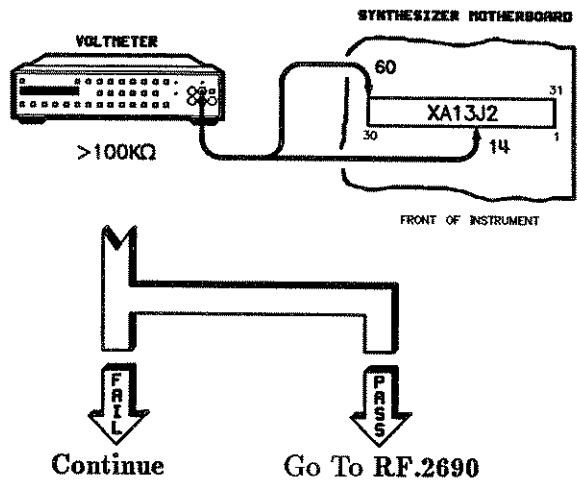 SYNTHESIZER MOTHERBOARD
VOLTMETER
60
31
XA13J2
30
14
1
>100KΩ
FRONT OF INSTRUMENT
FAIL
PASS
Continue
Go To RF.2690